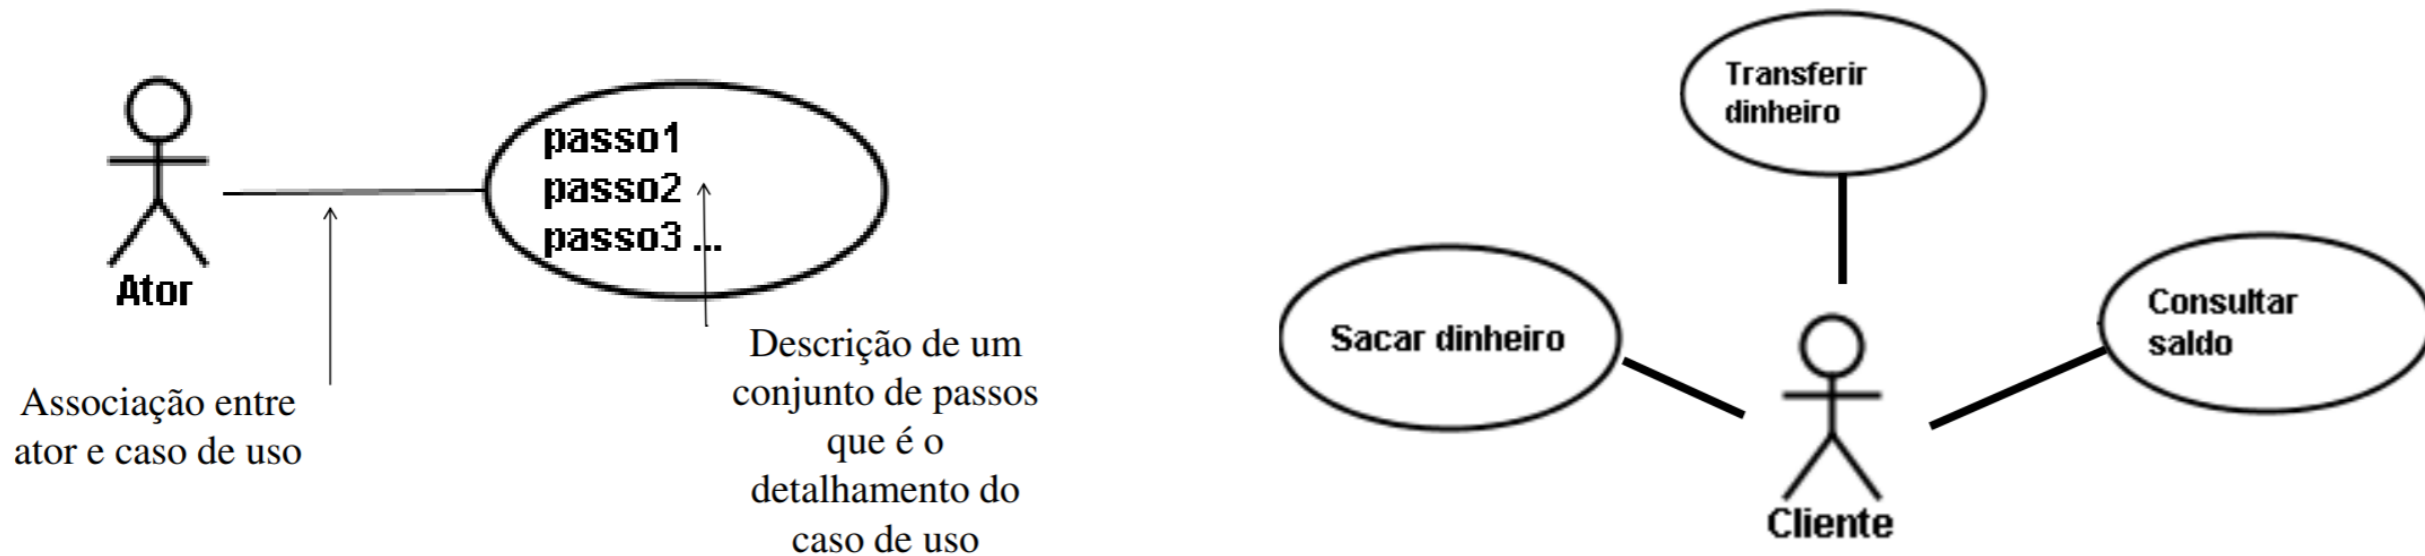 passo1
passo2
passo3 ...
Ator
Associação entre
ator e caso de uso
Descrição de um
conjunto de passos
que é o
detalhamento do
caso de uso
Transferir
dinheiro
Sacar dinheiro
Consultar
saldo
Cliente